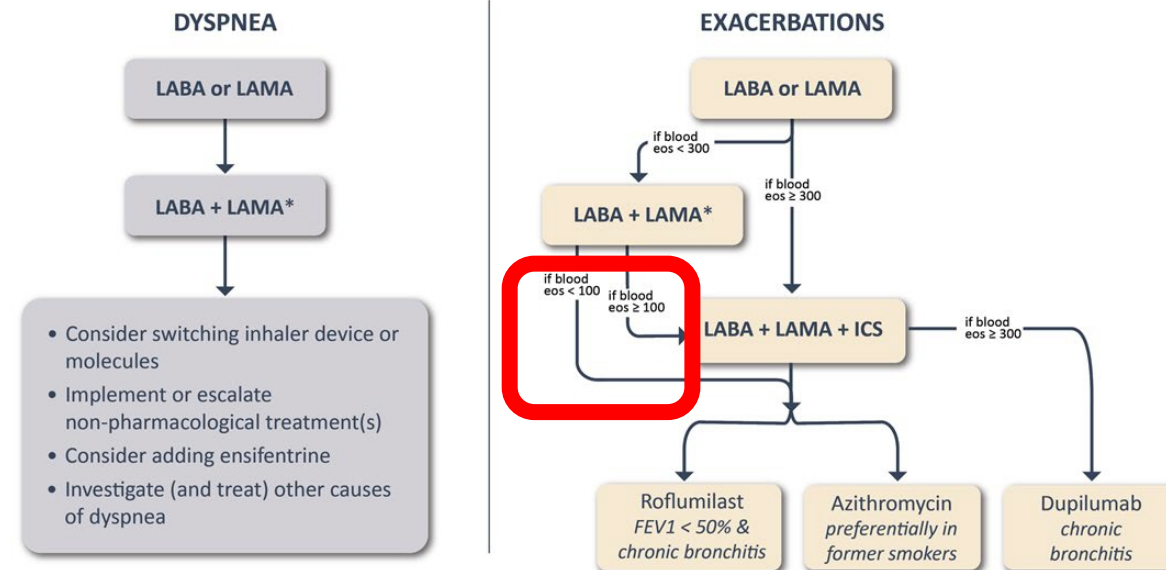 DYSPNEA
LABA or LAMA
LABA + LAMA*
• Consider switching inhaler device or
molecules
• Implement or escalate
non-pharmacological treatment(s)
• Consider adding ensifentrine
• Investigate (and treat) other causes
of dyspnea
EXACERBATIONS
LABA or LAMA
if blood
eos < 300
if blood
eos ≥ 300
LABA + LAMA*
if blood
eos < 100
if blood
eos ≥ 100
LABA + LAMA + ICS
if blood
eos ≥ 300
Roflumilast
FEV1 < 50% &
chronic bronchitis
Azithromycin
preferentially in
former smokers
Dupilumab
chronic
bronchitis